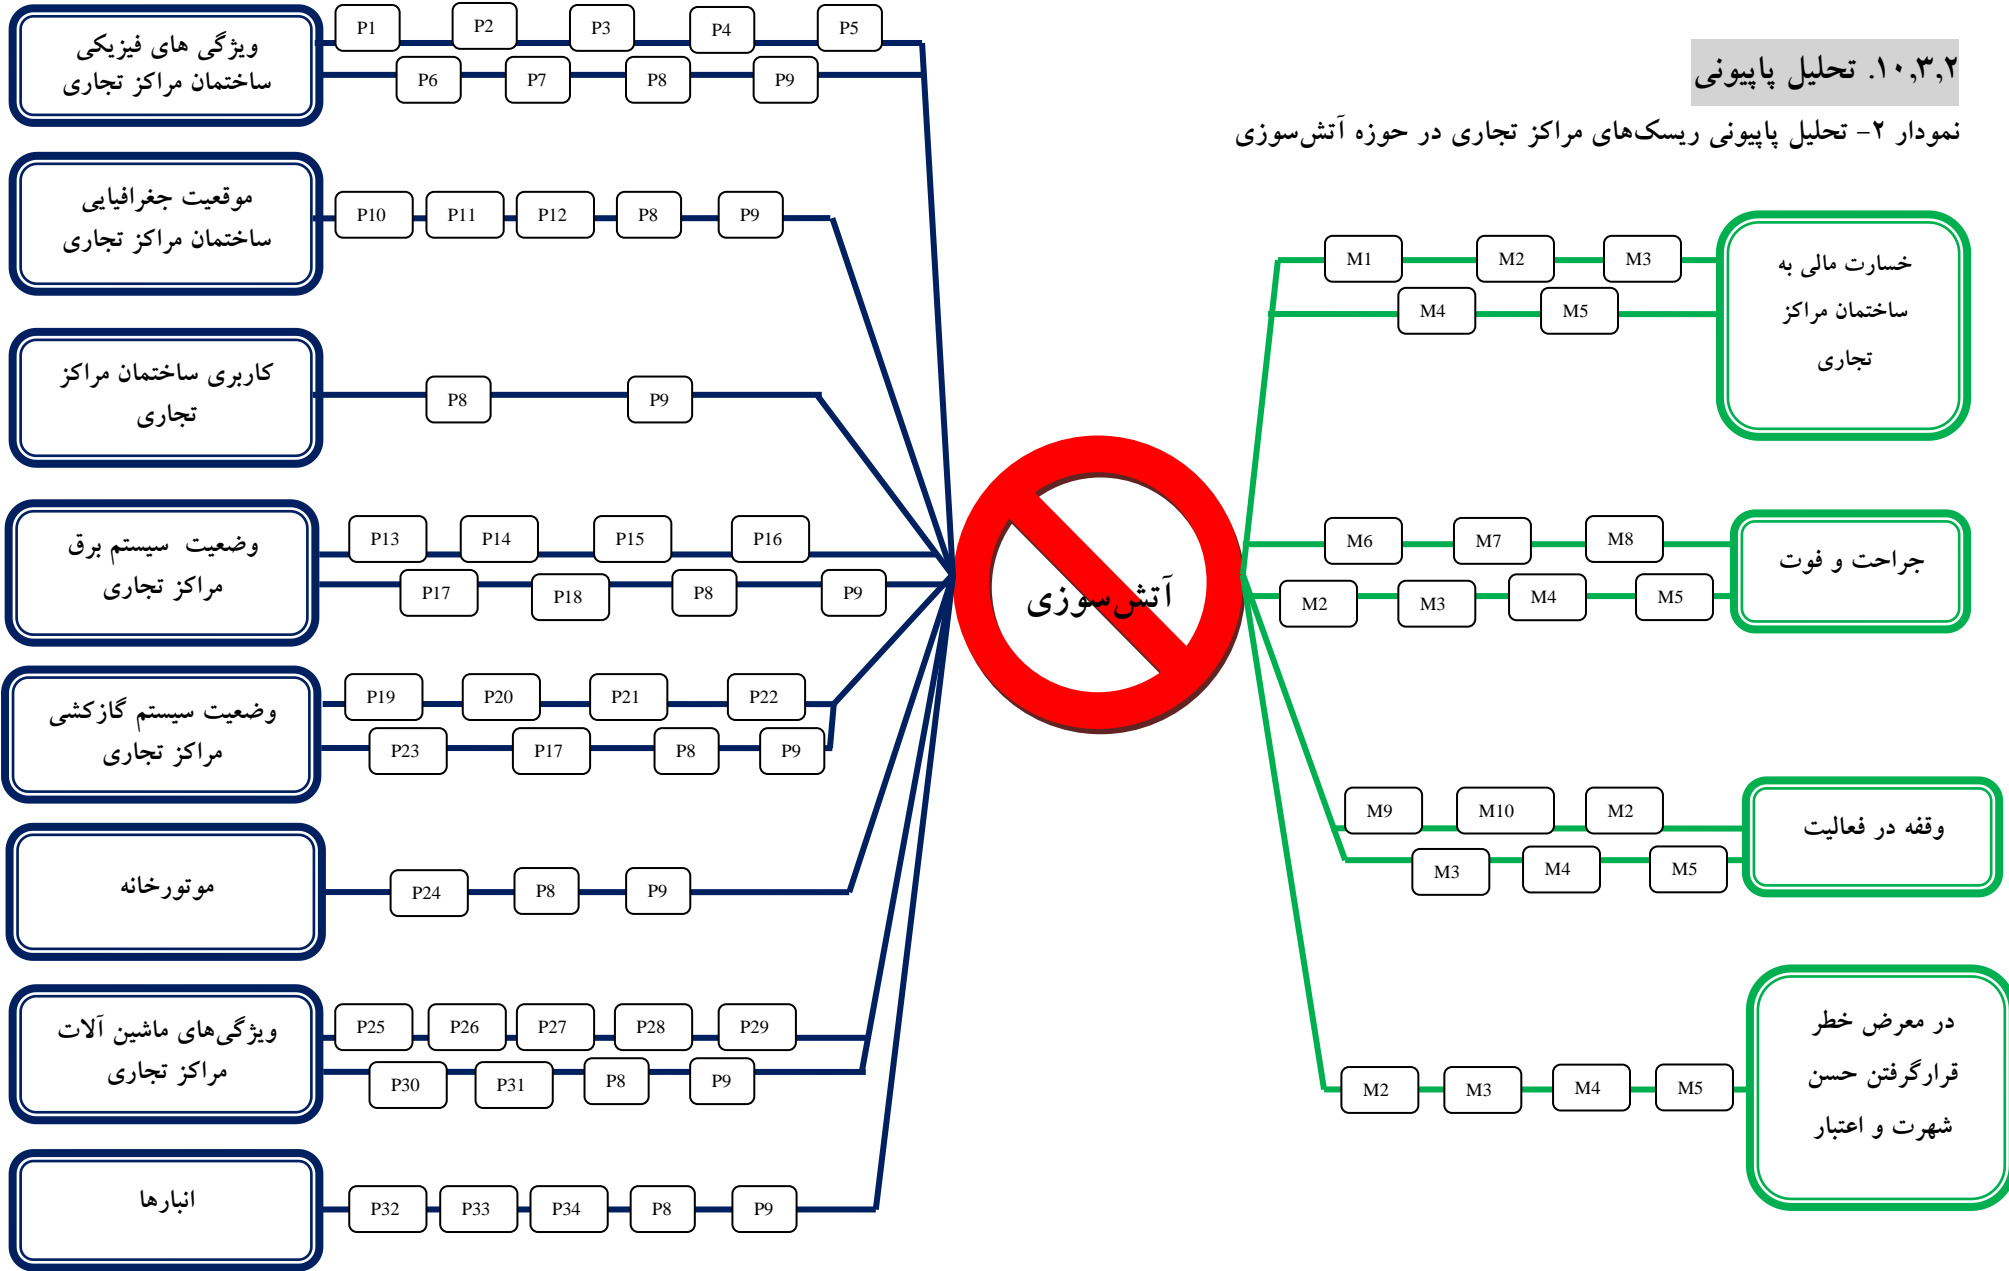 ۱۰,۳,۲. تحلیل پاپیونی
نمودار ۲- تحلیل پاپیونی ریسک‌های مراکز تجاری در حوزه آتش‌سوزی
ویژگی های فیزیکی
ساختمان مراکز تجاری
P1 P2 P3 P4 P5
P6 P7 P8 P9
موقعیت جغرافیایی
ساختمان مراکز تجاری
P10 P11 P12 P8 P9
کاربری ساختمان مراکز
تجاری
P8 P9
وضعیت سیستم برق
مراکز تجاری
P13 P14 P15 P16
P17 P18 P8 P9
وضعیت سیستم گازکشی
مراکز تجاری
P19 P20 P21 P22
P23 P17 P8 P9
موتورخانه
P24 P8 P9
ویژگی‌های ماشین آلات
مراکز تجاری
P25 P26 P27 P28 P29
P30 P31 P8 P9
انبارها
P32 P33 P34 P8 P9
آتش‌سوزی
M1 M2 M3
M4 M5
خسارت مالی به
ساختمان مراکز
تجاری
M6 M7 M8
M2 M3 M4 M5
جراحت و فوت
M9 M10 M2
M3 M4 M5
وقفه در فعالیت
M2 M3 M4 M5
در معرض خطر
قرارگرفتن حسن
شهرت و اعتبار